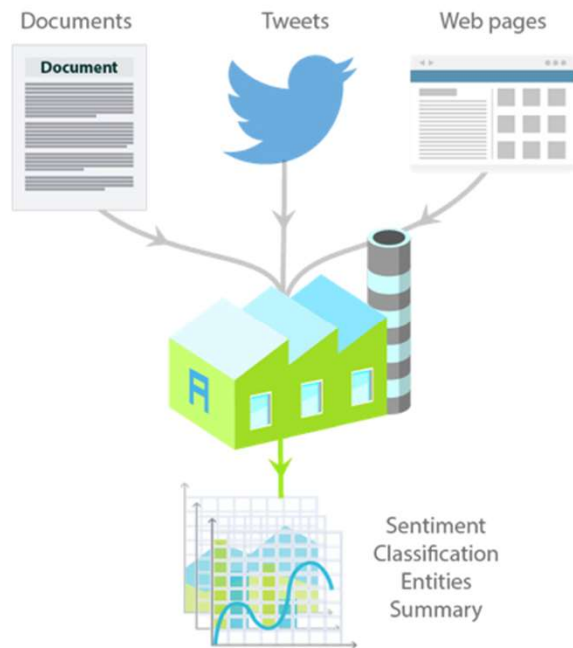 Documents
Tweets
Web pages
Document
A
Sentiment
Classification
Entities
Summary